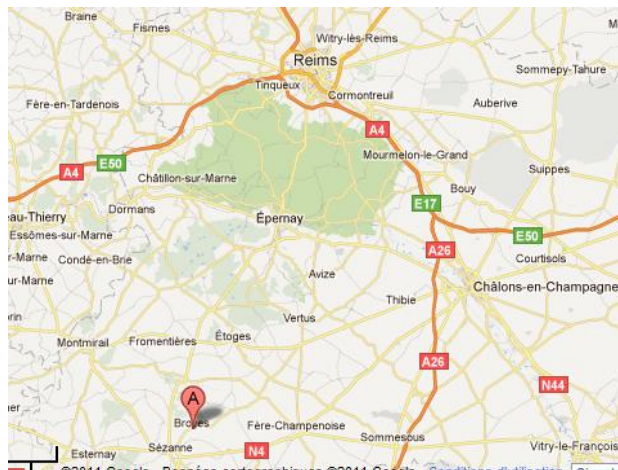 Braine
Fismes
Witry-lès-Reims
Reims
Sommepy-Tahure
Tinqueux
Cormontreuil
Fère-en-Tardenois
Auberive
A4
Mourmelon-le-Grand
E50
A4
Suippes
Châtillon-sur-Marne
Bouy
Dormans
E17
Épernay
E50
Essômes-sur-Marne
A26
Condé-en-Brie
Courtisols
Avize
Châlons-en-Champagne
Thibie
Vertus
Étoges
Montmirail
Fromentières
A26
N44
A
Broyes
Fère-Champenoise
Sommesous
Sézanne
Vitry-le-François
Esternay
N4